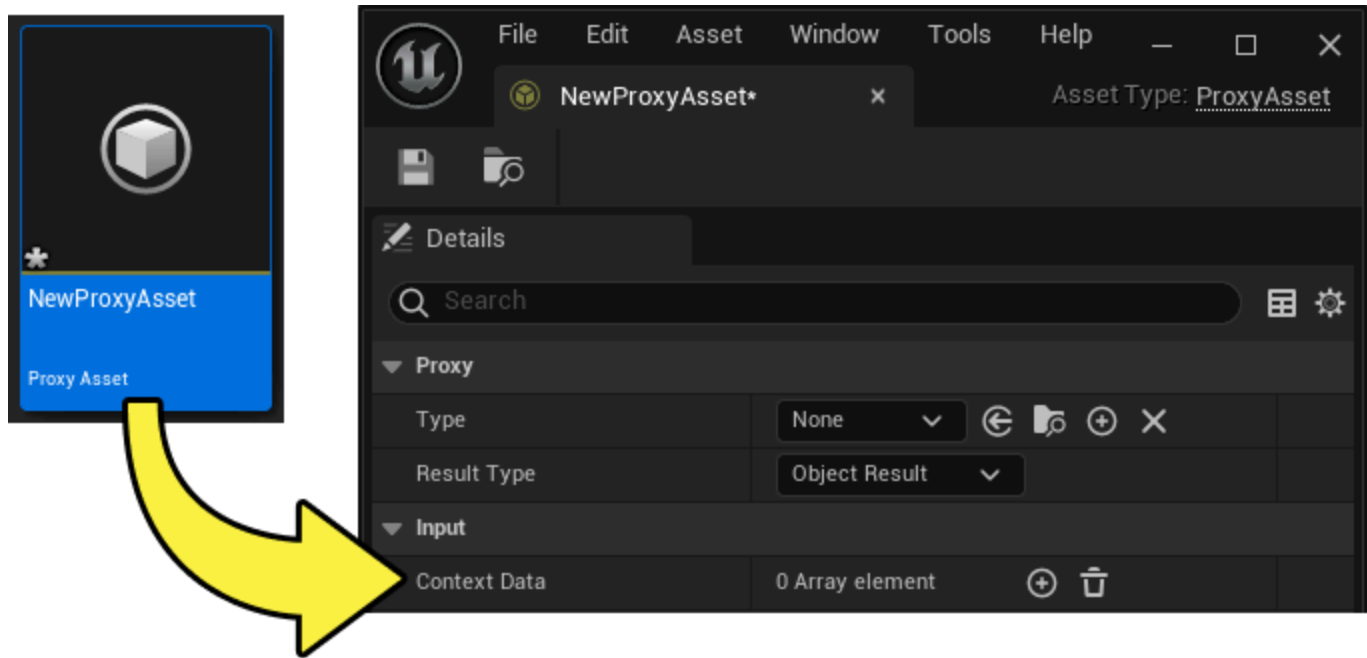 NewProxyAsset
Proxy Asset
File Edit Asset Window Tools Help
NewProxyAsset*
Asset Type: ProxyAsset
Details
Search
Proxy
Type None
Result Type Object Result
Input
Context Data 0 Array element